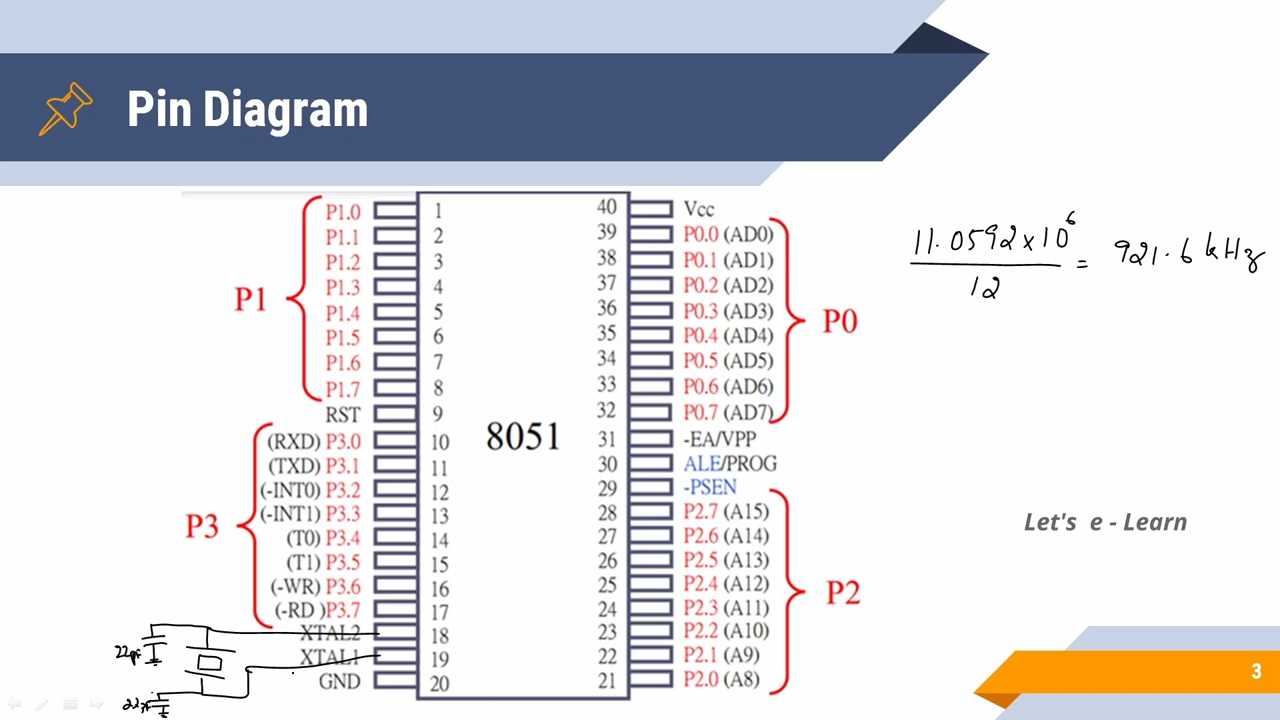 Pin Diagram
P1.0 1 40 Vcc
P1.1 2 39 P0.0 (AD0)
P1.2 3 38 P0.1 (AD1)
P1.3 4 37 P0.2 (AD2)
P1.4 5 36 P0.3 (AD3)
P1.5 6 35 P0.4 (AD4)
P1.6 7 34 P0.5 (AD5)
P1.7 8 33 P0.6 (AD6)
RST 9 32 P0.7 (AD7)
(RXD) P3.0 10 31 -EA/VPP
(TXD) P3.1 11 30 ALE/PROG
(-INT0) P3.2 12 29 -PSEN
(-INT1) P3.3 13 28 P2.7 (A15)
(T0) P3.4 14 27 P2.6 (A14)
(T1) P3.5 15 26 P2.5 (A13)
(-WR) P3.6 16 25 P2.4 (A12)
(-RD )P3.7 17 24 P2.3 (A11)
XTAL2 18 23 P2.2 (A10)
XTAL1 19 22 P2.1 (A9)
GND 20 21 P2.0 (A8)
P1
P3
8051
P0
P2
22pf
22pf
11.0592 x 10^6
12
= 921.6 kHz
Let's e - Learn
3